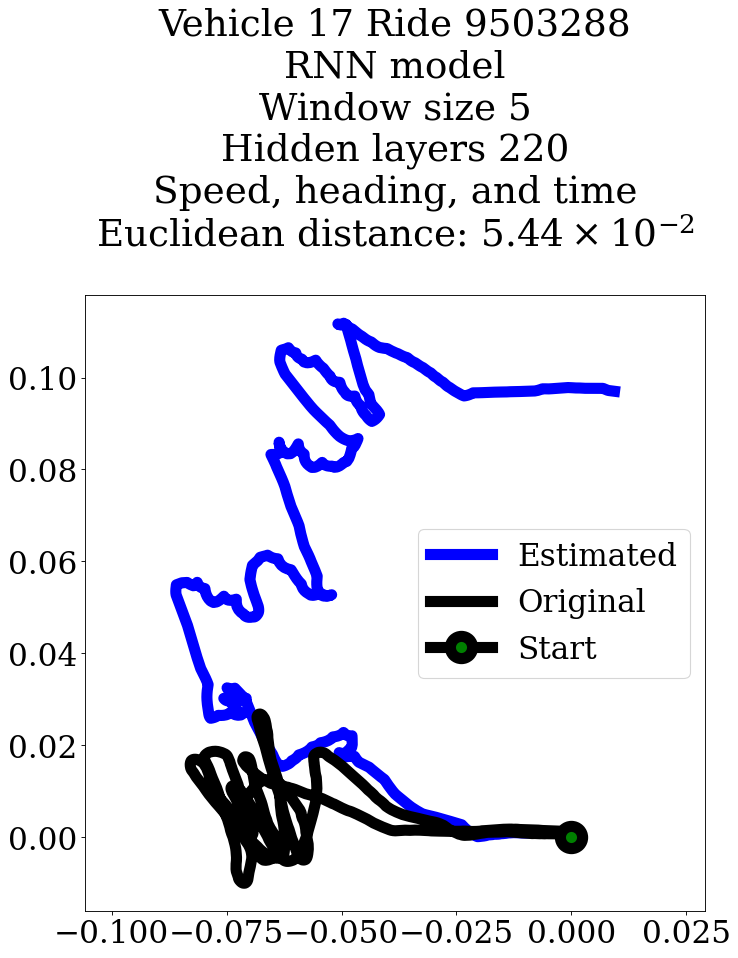 Vehicle 17 Ride 9503288
RNN model
Window size 5
Hidden layers 220
Speed, heading, and time
Euclidean distance: 5.44 × 10⁻²
0.10
0.08
0.06
0.04
0.02
0.00
Estimated
Original
Start
−0.100 −0.075 −0.050 −0.025 0.000 0.025